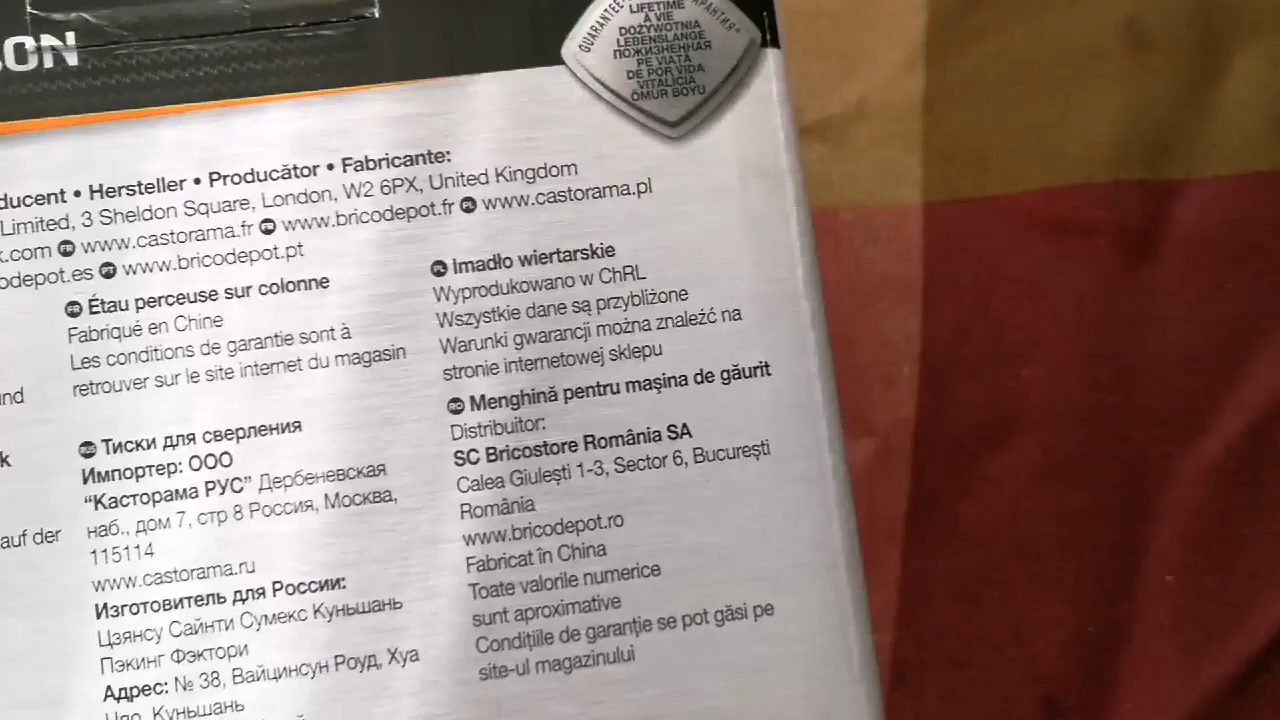 ON
GUARANTEE
ГАРАНТИЯ*
LIFETIME
À VIE
DOŻYWOTNIA
LEBENSLANGE
ПОЖИЗНЕННАЯ
PE VIAȚĂ
DE POR VIDA
VITALÍCIA
ÖMÜR BOYU
ducent • Hersteller • Producător • Fabricante:
Limited, 3 Sheldon Square, London, W2 6PX, United Kingdom
.com FR www.castorama.fr FR www.bricodepot.fr PL www.castorama.pl
odepot.es PT www.bricodepot.pt
FR Étau perceuse sur colonne
Fabriqué en Chine
Les conditions de garantie sont à
retrouver sur le site internet du magasin
nd
k
auf der
RUS Тиски для сверления
Импортер: ООО
“Касторама РУС” Дербеневская
наб., дом 7, стр 8 Россия, Москва,
115114
www.castorama.ru
Изготовитель для России:
Цзянсу Сайнти Сумекс Куньшань
Пэкинг Фэктори
Адрес: № 38, Вайцинсун Роуд, Хуа
Цяо, Куньшань
PL Imadło wiertarskie
Wyprodukowano w ChRL
Wszystkie dane są przybliżone
Warunki gwarancji można znaleźć na
stronie internetowej sklepu
RO Menghină pentru maşina de găurit
Distribuitor:
SC Bricostore România SA
Calea Giuleşti 1-3, Sector 6, Bucureşti
România
www.bricodepot.ro
Fabricat în China
Toate valorile numerice
sunt aproximative
Condiţiile de garanţie se pot găsi pe
site-ul magazinului